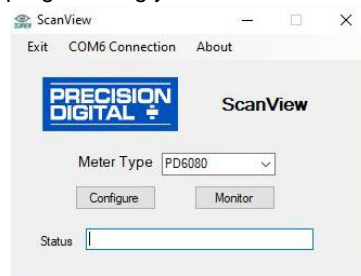 ScanView
Exit COM6 Connection About
PRECISION
DIGITAL
ScanView
Meter Type PD6080
Configure Monitor
Status